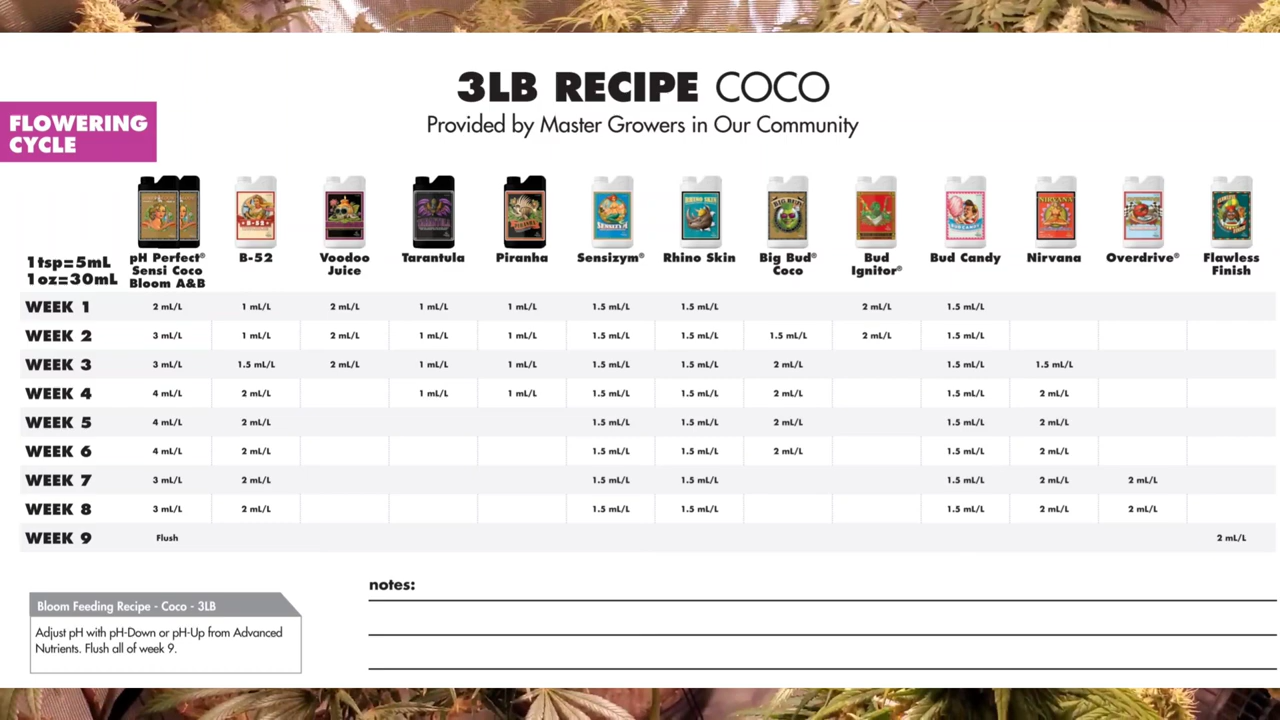 3LB RECIPE COCO
Provided by Master Growers in Our Community
FLOWERING
CYCLE
1tsp=5mL
1oz=30mL
pH Perfect® Sensi Coco Bloom A&B B-52 Voodoo Juice Tarantula Piranha Sensizym® Rhino Skin Big Bud® Coco Bud Ignitor® Bud Candy Nirvana Overdrive® Flawless Finish
WEEK 1 2 mL/L 1 mL/L 2 mL/L 1 mL/L 1 mL/L 1.5 mL/L 1.5 mL/L 2 mL/L 1.5 mL/L
WEEK 2 3 mL/L 1 mL/L 2 mL/L 1 mL/L 1 mL/L 1.5 mL/L 1.5 mL/L 1.5 mL/L 2 mL/L 1.5 mL/L
WEEK 3 3 mL/L 1.5 mL/L 2 mL/L 1 mL/L 1 mL/L 1.5 mL/L 1.5 mL/L 2 mL/L 1.5 mL/L 1.5 mL/L
WEEK 4 4 mL/L 2 mL/L 1 mL/L 1 mL/L 1.5 mL/L 1.5 mL/L 2 mL/L 1.5 mL/L 2 mL/L
WEEK 5 4 mL/L 2 mL/L 1.5 mL/L 1.5 mL/L 2 mL/L 1.5 mL/L 2 mL/L
WEEK 6 4 mL/L 2 mL/L 1.5 mL/L 1.5 mL/L 2 mL/L 1.5 mL/L 2 mL/L
WEEK 7 3 mL/L 2 mL/L 1.5 mL/L 1.5 mL/L 1.5 mL/L 2 mL/L 2 mL/L
WEEK 8 3 mL/L 2 mL/L 1.5 mL/L 1.5 mL/L 1.5 mL/L 2 mL/L 2 mL/L
WEEK 9 Flush 2 mL/L
notes:
Bloom Feeding Recipe - Coco - 3LB
Adjust pH with pH-Down or pH-Up from Advanced
Nutrients. Flush all of week 9.